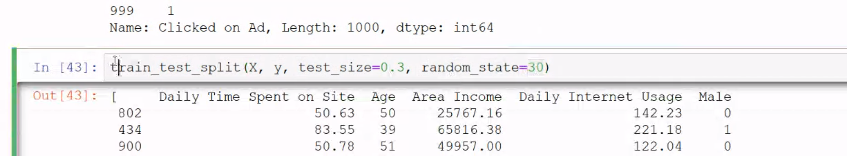 999    1
Name: Clicked on Ad, Length: 1000, dtype: int64
In [43]: train_test_split(X, y, test_size=0.3, random_state=30)
Out[43]: [     Daily Time Spent on Site  Age  Area Income  Daily Internet Usage  Male
802                     50.63   50     25767.16                142.23     0
434                     83.55   39     65816.38                221.18     1
900                     50.78   51     49957.00                122.04     0